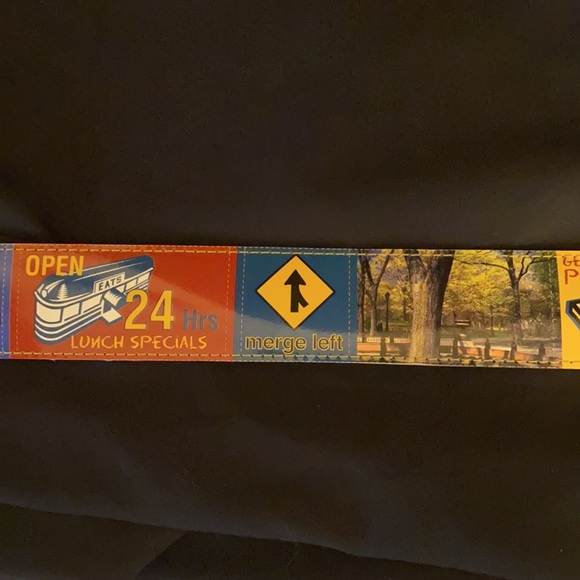 OPEN
EATS
24 Hrs
LUNCH SPECIALS
merge left